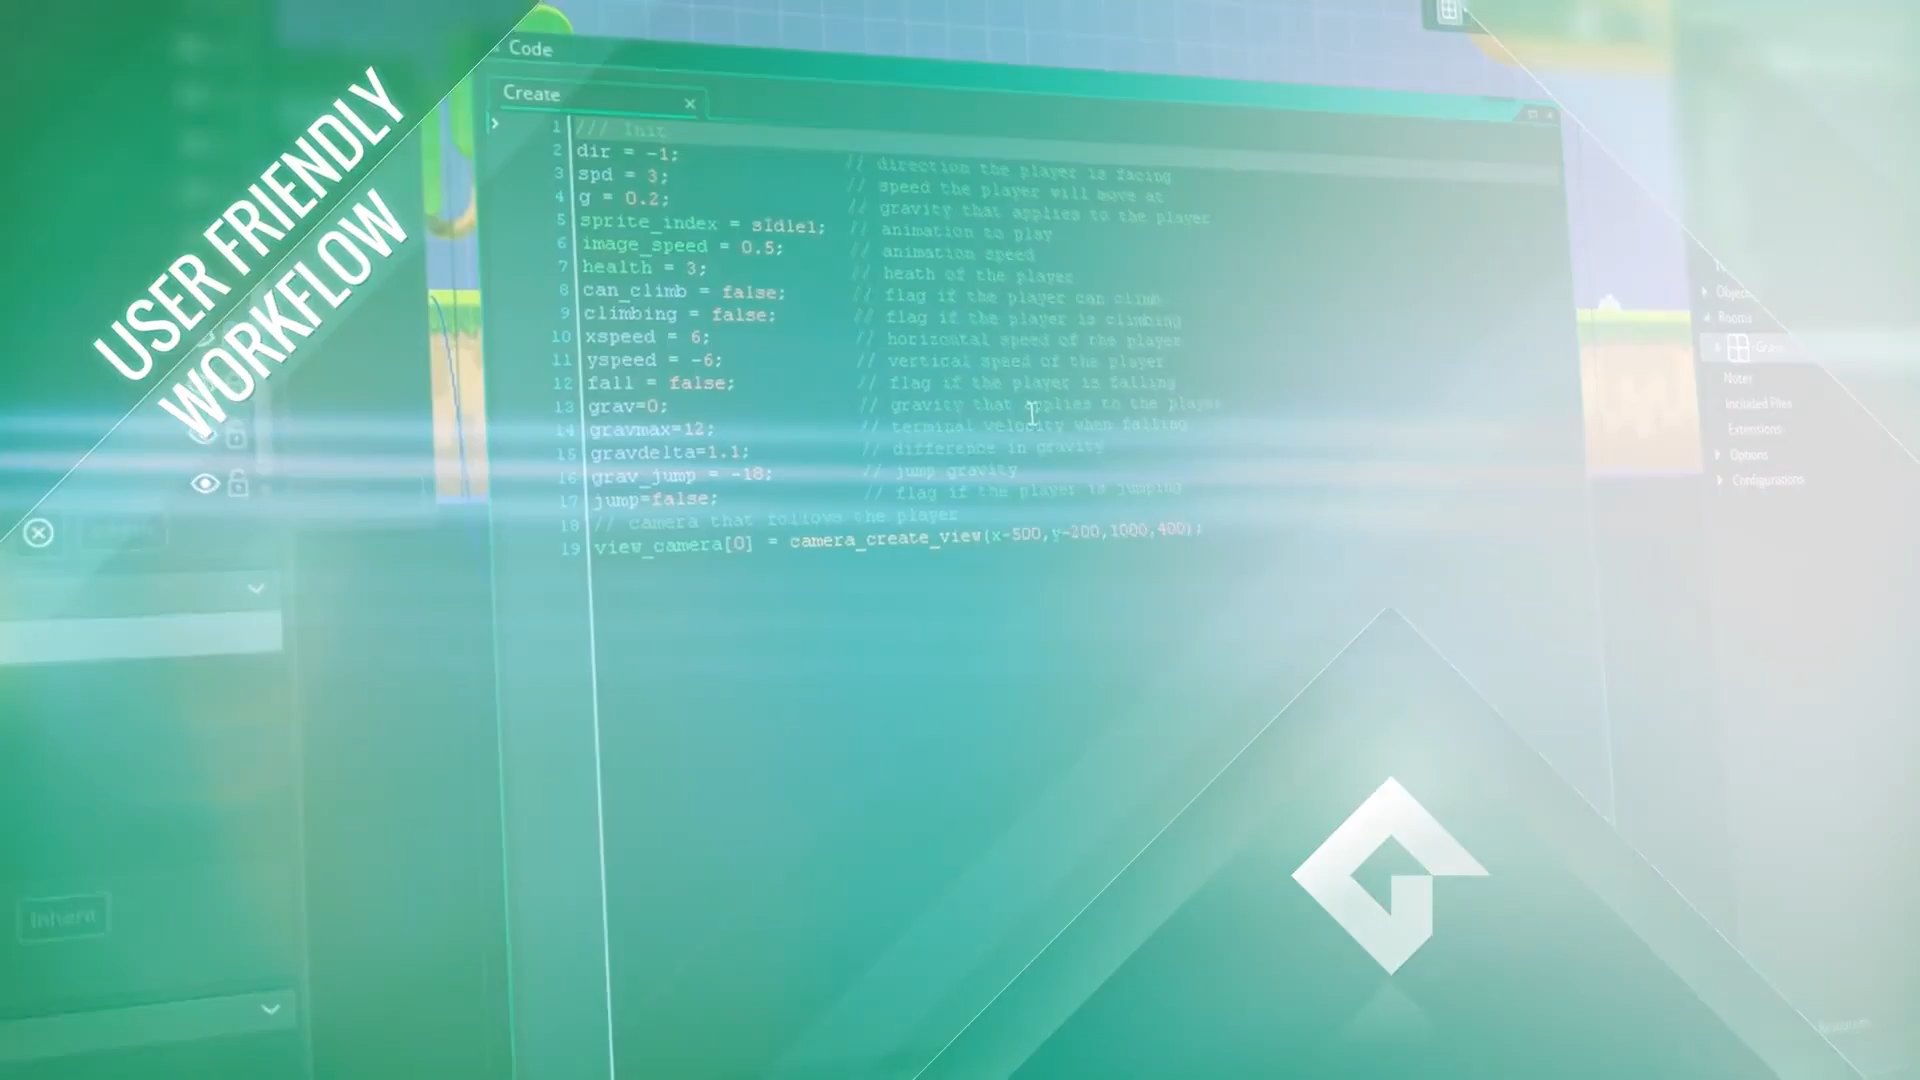 USER FRIENDLY
WORKFLOW
Code
Create
1 /// Init
2 dir = -1; // direction the player is facing
3 spd = 3; // speed the player will move at
4 g = 0.2; // gravity that applies to the player
5 sprite_index = sIdle1; // animation to play
6 image_speed = 0.5; // animation speed
7 health = 3; // heath of the player
8 can_climb = false; // flag if the player can climb
9 climbing = false; // flag if the player is climbing
10 xspeed = 6; // horizontal speed of the player
11 yspeed = -6; // vertical speed of the player
12 fall = false; // flag if the player is falling
13 grav=0; // gravity that applies to the player
14 gravmax=12; // terminal velocity when falling
15 gravdelta=1.1; // difference in gravity
16 grav_jump = -18; // jump gravity
17 jump=false; // flag if the player is jumping
18 // camera that follows the player
19 view_camera[0] = camera_create_view(x-500,y-200,1000,400);
Rooms
Notes
Included Files
Extensions
Options
Configurations
Inherit